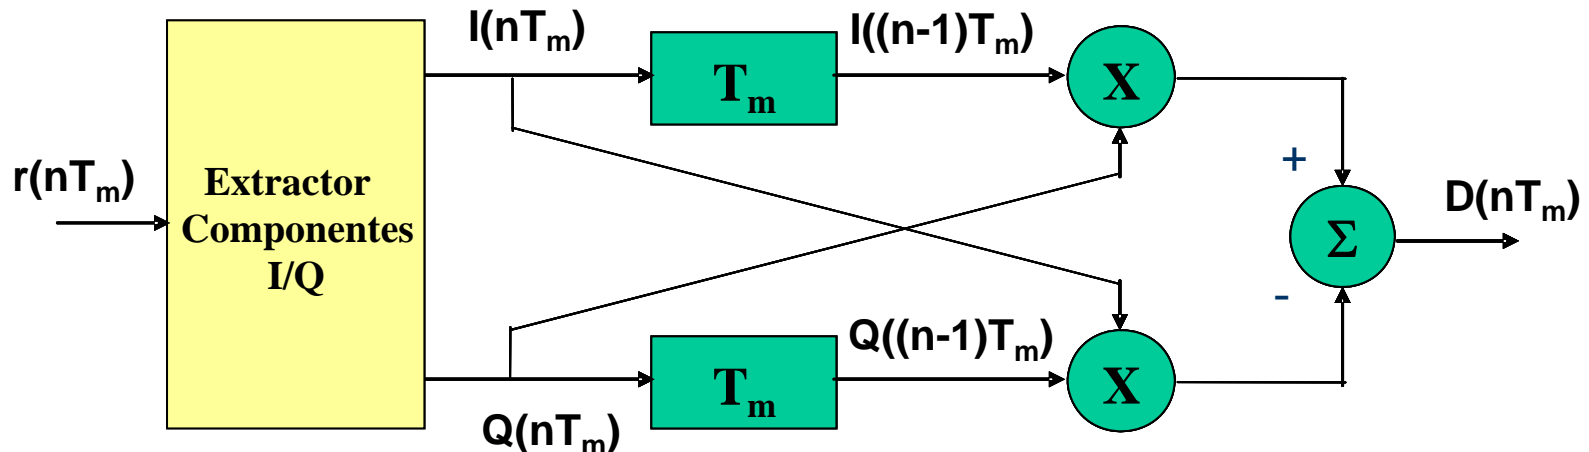 r(nTm)
Extractor
Componentes
I/Q
I(nTm)
Tm
I((n-1)Tm)
X
Q(nTm)
Tm
Q((n-1)Tm)
X
+
-
Σ
D(nTm)